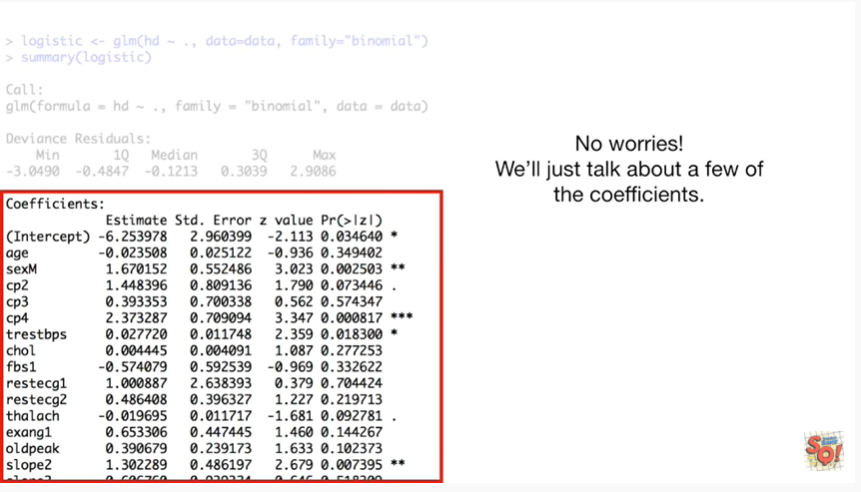 > logistic <- glm(hd ~ ., data=data, family="binomial")
> summary(logistic)
Call:
glm(formula = hd ~ ., family = "binomial", data = data)
Deviance Residuals:
Min 1Q Median 3Q Max
-3.0490 -0.4847 -0.1213 0.3039 2.9086
Coefficients:
Estimate Std. Error z value Pr(>|z|)
(Intercept) -6.253978 2.960399 -2.113 0.034640 *
age -0.023508 0.025122 -0.936 0.349402
sexM 1.670152 0.552486 3.023 0.002503 **
cp2 1.448396 0.809136 1.790 0.073446 .
cp3 0.393353 0.700338 0.562 0.574347
cp4 2.373287 0.709094 3.347 0.000817 ***
trestbps 0.027720 0.011748 2.359 0.018300 *
chol 0.004445 0.004091 1.087 0.277253
fbs1 -0.574079 0.592539 -0.969 0.332622
restecg1 1.000887 2.638393 0.379 0.704424
restecg2 0.486408 0.396327 1.227 0.219713
thalach -0.019695 0.011717 -1.681 0.092781 .
exang1 0.653306 0.447445 1.460 0.144267
oldpeak 0.390679 0.239173 1.633 0.102373
slope2 1.302289 0.486197 2.679 0.007395 **
No worries!
We'll just talk about a few of
the coefficients.
SQ!